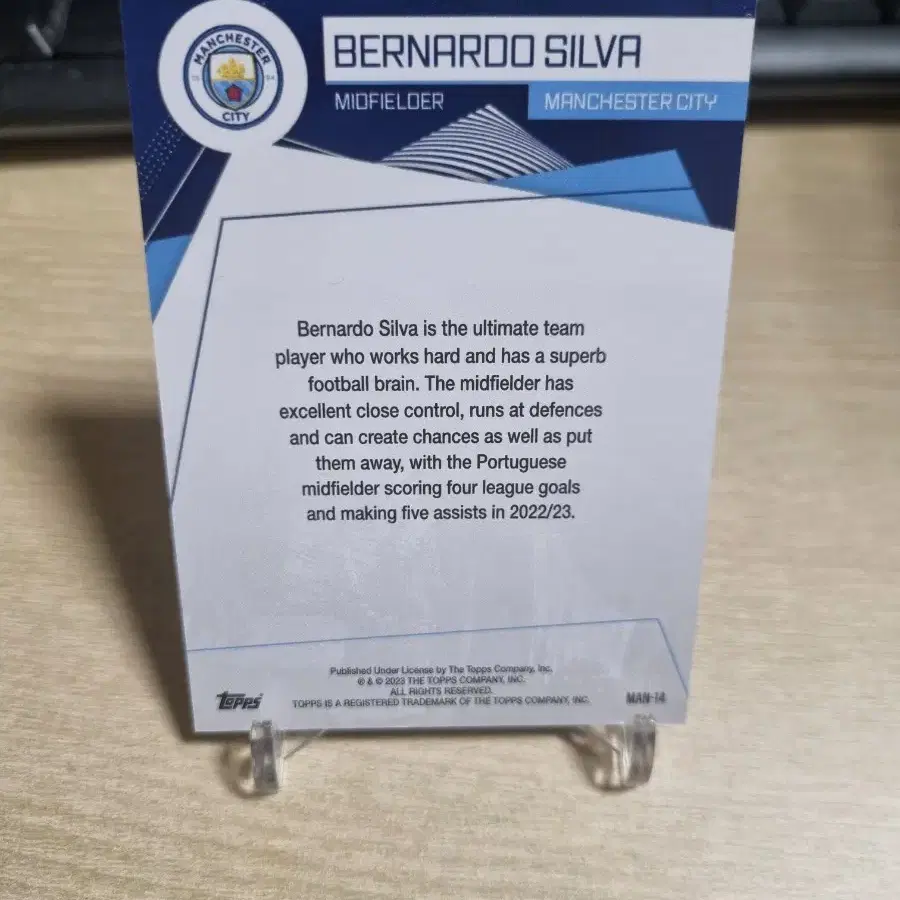 MANCHESTER
18 94
CITY
BERNARDO SILVA
MIDFIELDER
MANCHESTER CITY
Bernardo Silva is the ultimate team
player who works hard and has a superb
football brain. The midfielder has
excellent close control, runs at defences
and can create chances as well as put
them away, with the Portuguese
midfielder scoring four league goals
and making five assists in 2022/23.
Published Under License by The Topps Company, Inc.
® & © 2023 THE TOPPS COMPANY, INC.
ALL RIGHTS RESERVED.
TOPPS IS A REGISTERED TRADEMARK OF THE TOPPS COMPANY, INC.
TOPPS
MAN-14